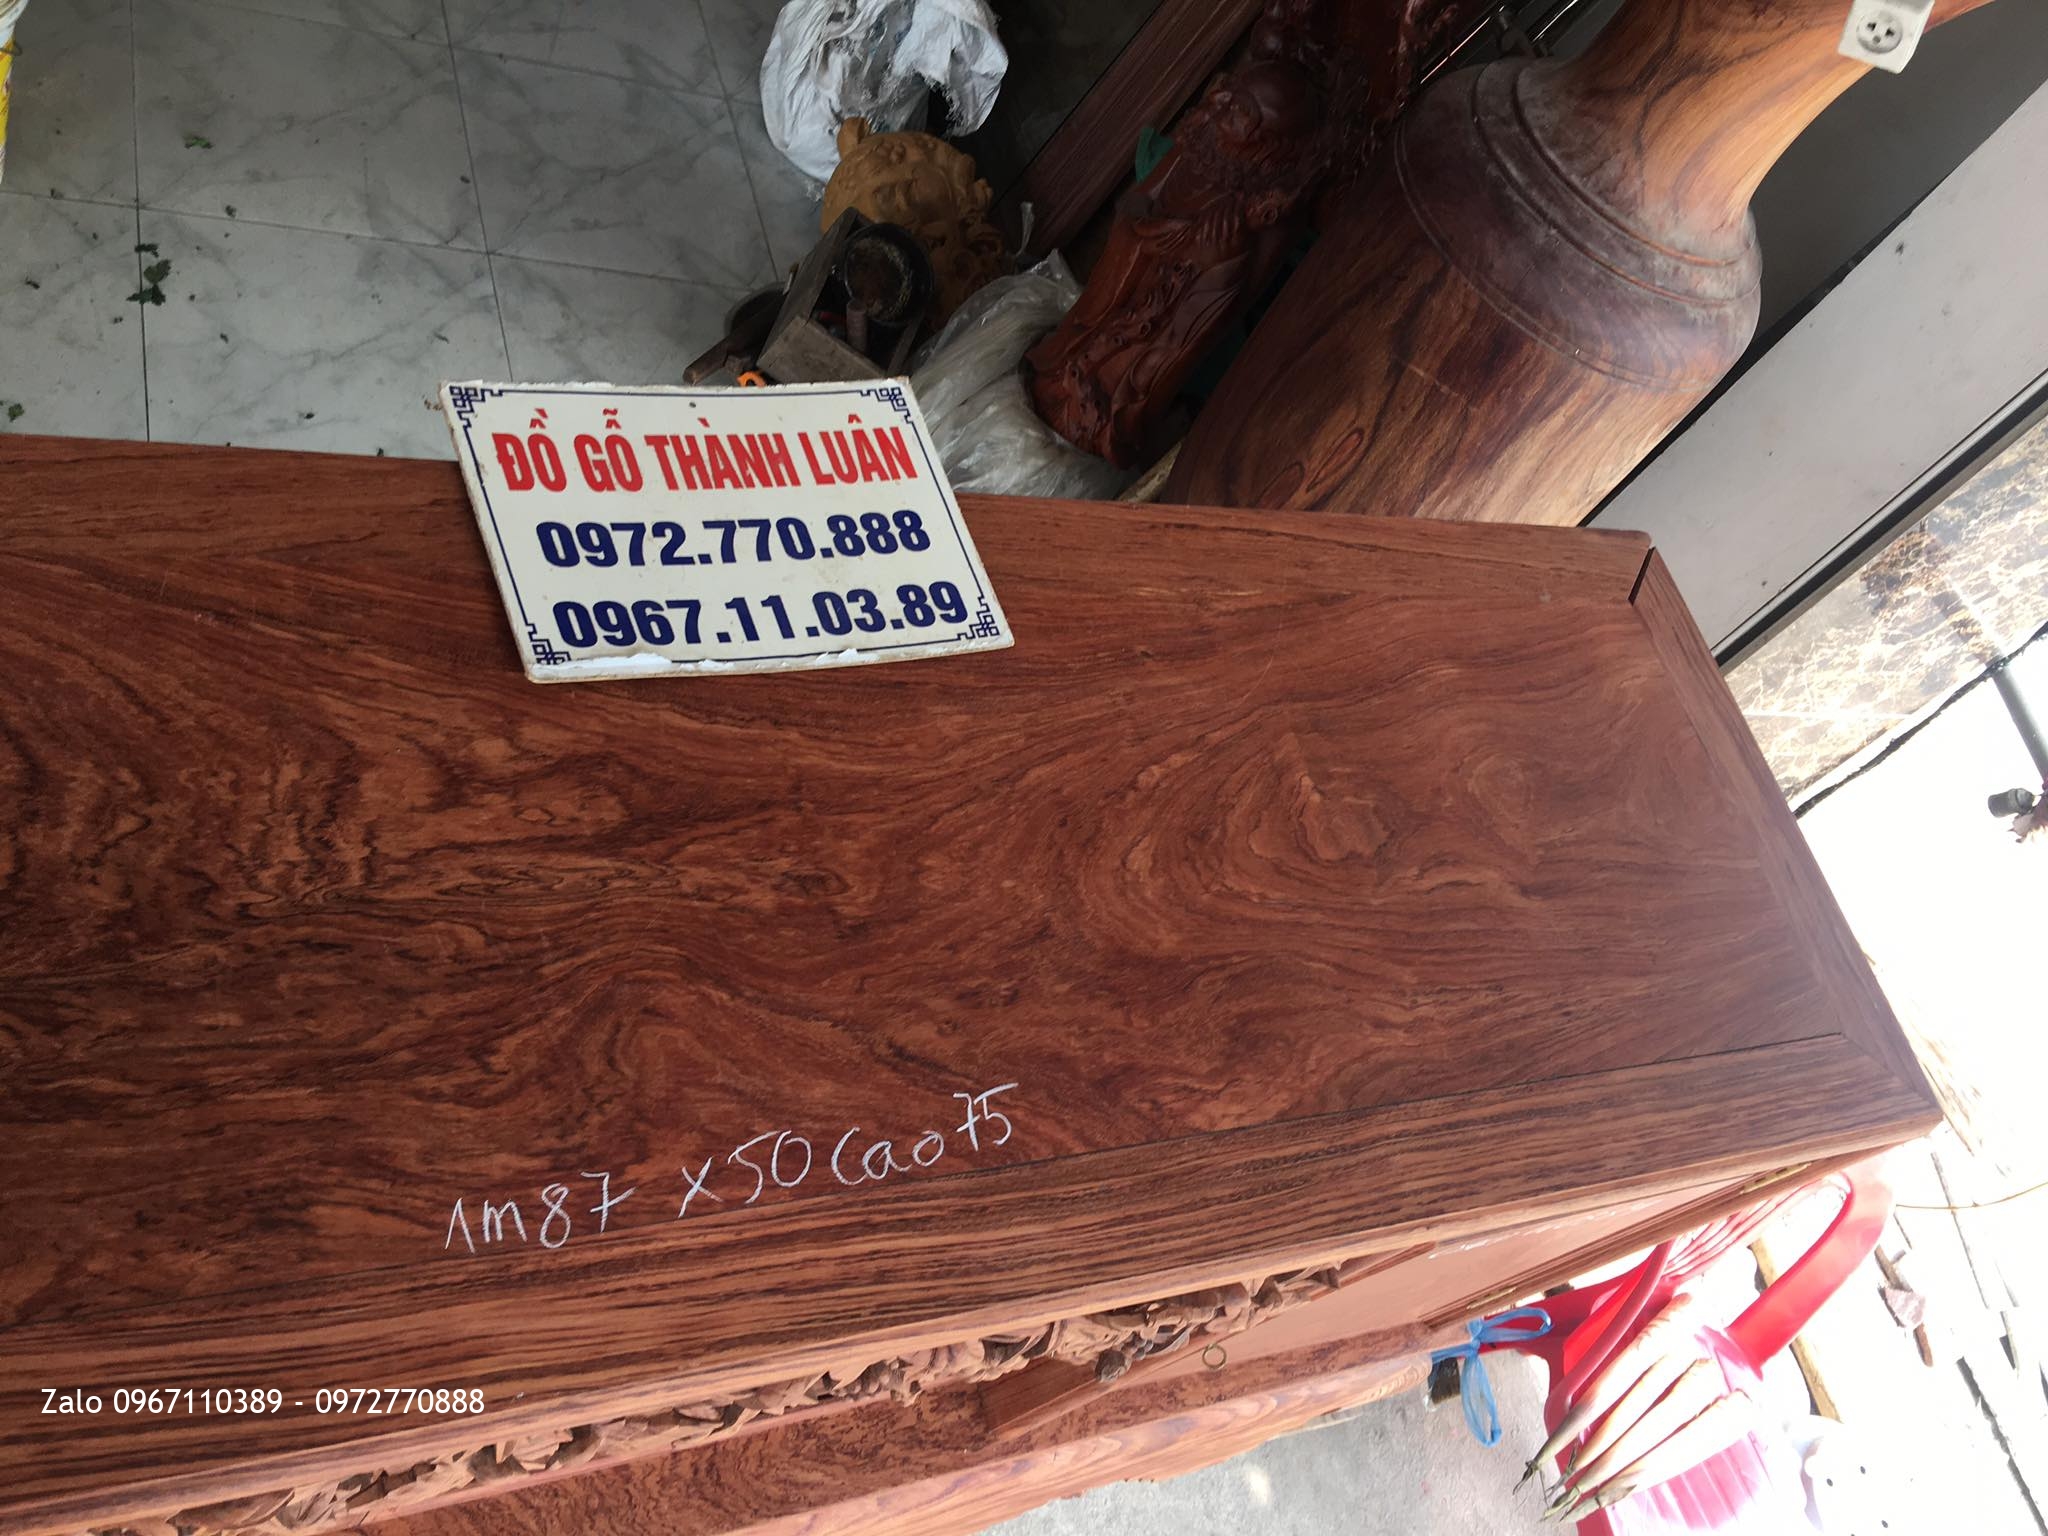 ĐỒ GỖ THÀNH LUÂN
0972.770.888
0967.11.03.89
1m87 x50 Cao 75
Zalo 0967110389 - 0972770888